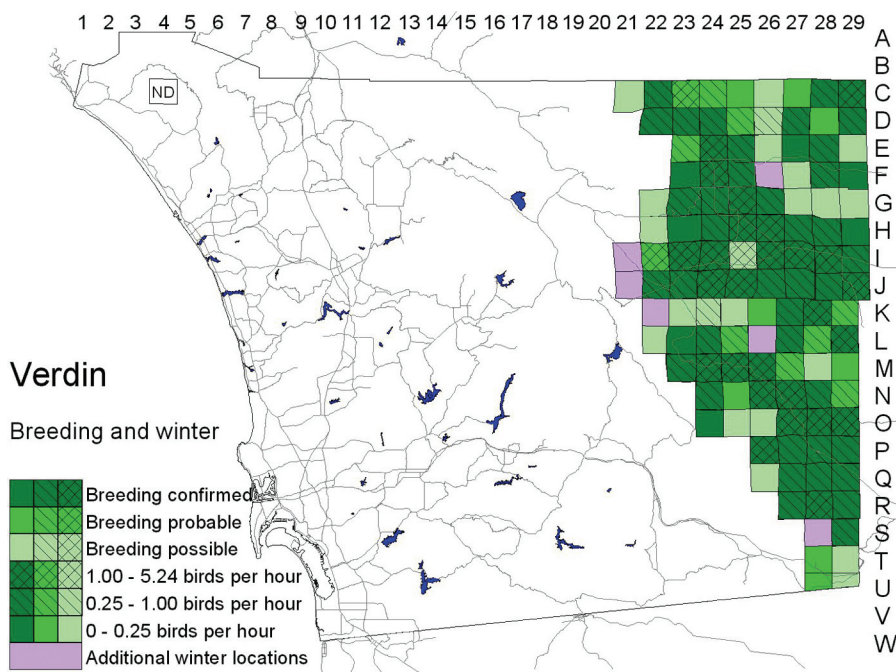 1 2 3 4 5 6 7 8 9 10 11 12 13 14 15 16 17 18 19 20 21 22 23 24 25 26 27 28 29
A
B
C
D
E
F
G
H
I
J
K
L
M
N
O
P
Q
R
S
T
U
V
W
ND
Verdin
Breeding and winter
Breeding confirmed
Breeding probable
Breeding possible
1.00 - 5.24 birds per hour
0.25 - 1.00 birds per hour
0 - 0.25 birds per hour
Additional winter locations